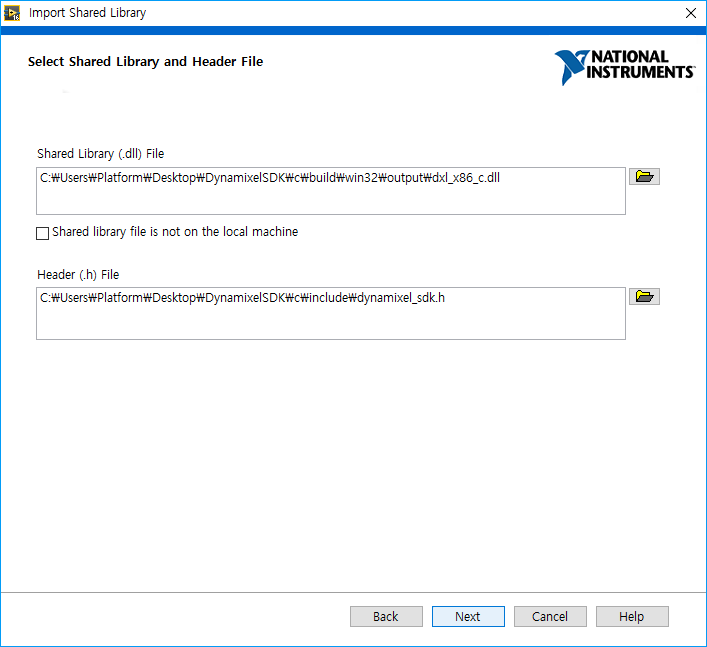 Import Shared Library
Select Shared Library and Header File
NATIONAL
INSTRUMENTS
Shared Library (.dll) File
C:₩Users₩Platform₩Desktop₩DynamixelSDK₩c₩build₩win32₩output₩dxl_x86_c.dll
Shared library file is not on the local machine
Header (.h) File
C:₩Users₩Platform₩Desktop₩DynamixelSDK₩c₩include₩dynamixel_sdk.h
Back
Next
Cancel
Help